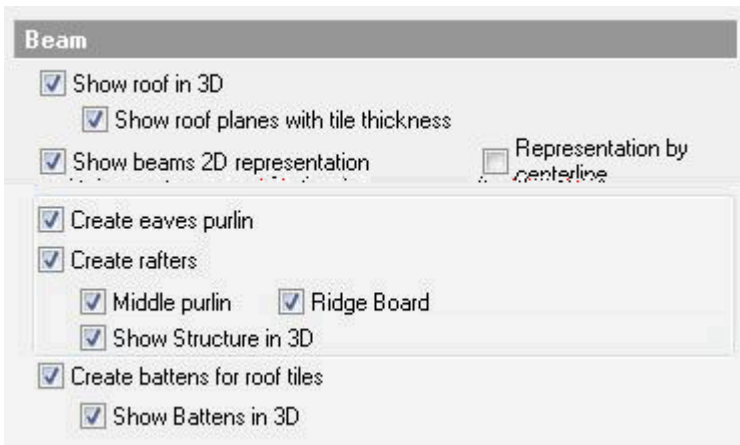 Beam
Show roof in 3D
Show roof planes with tile thickness
Show beams 2D representation
Representation by
centerline
Create eaves purlin
Create rafters
Middle purlin Ridge Board
Show Structure in 3D
Create battens for roof tiles
Show Battens in 3D